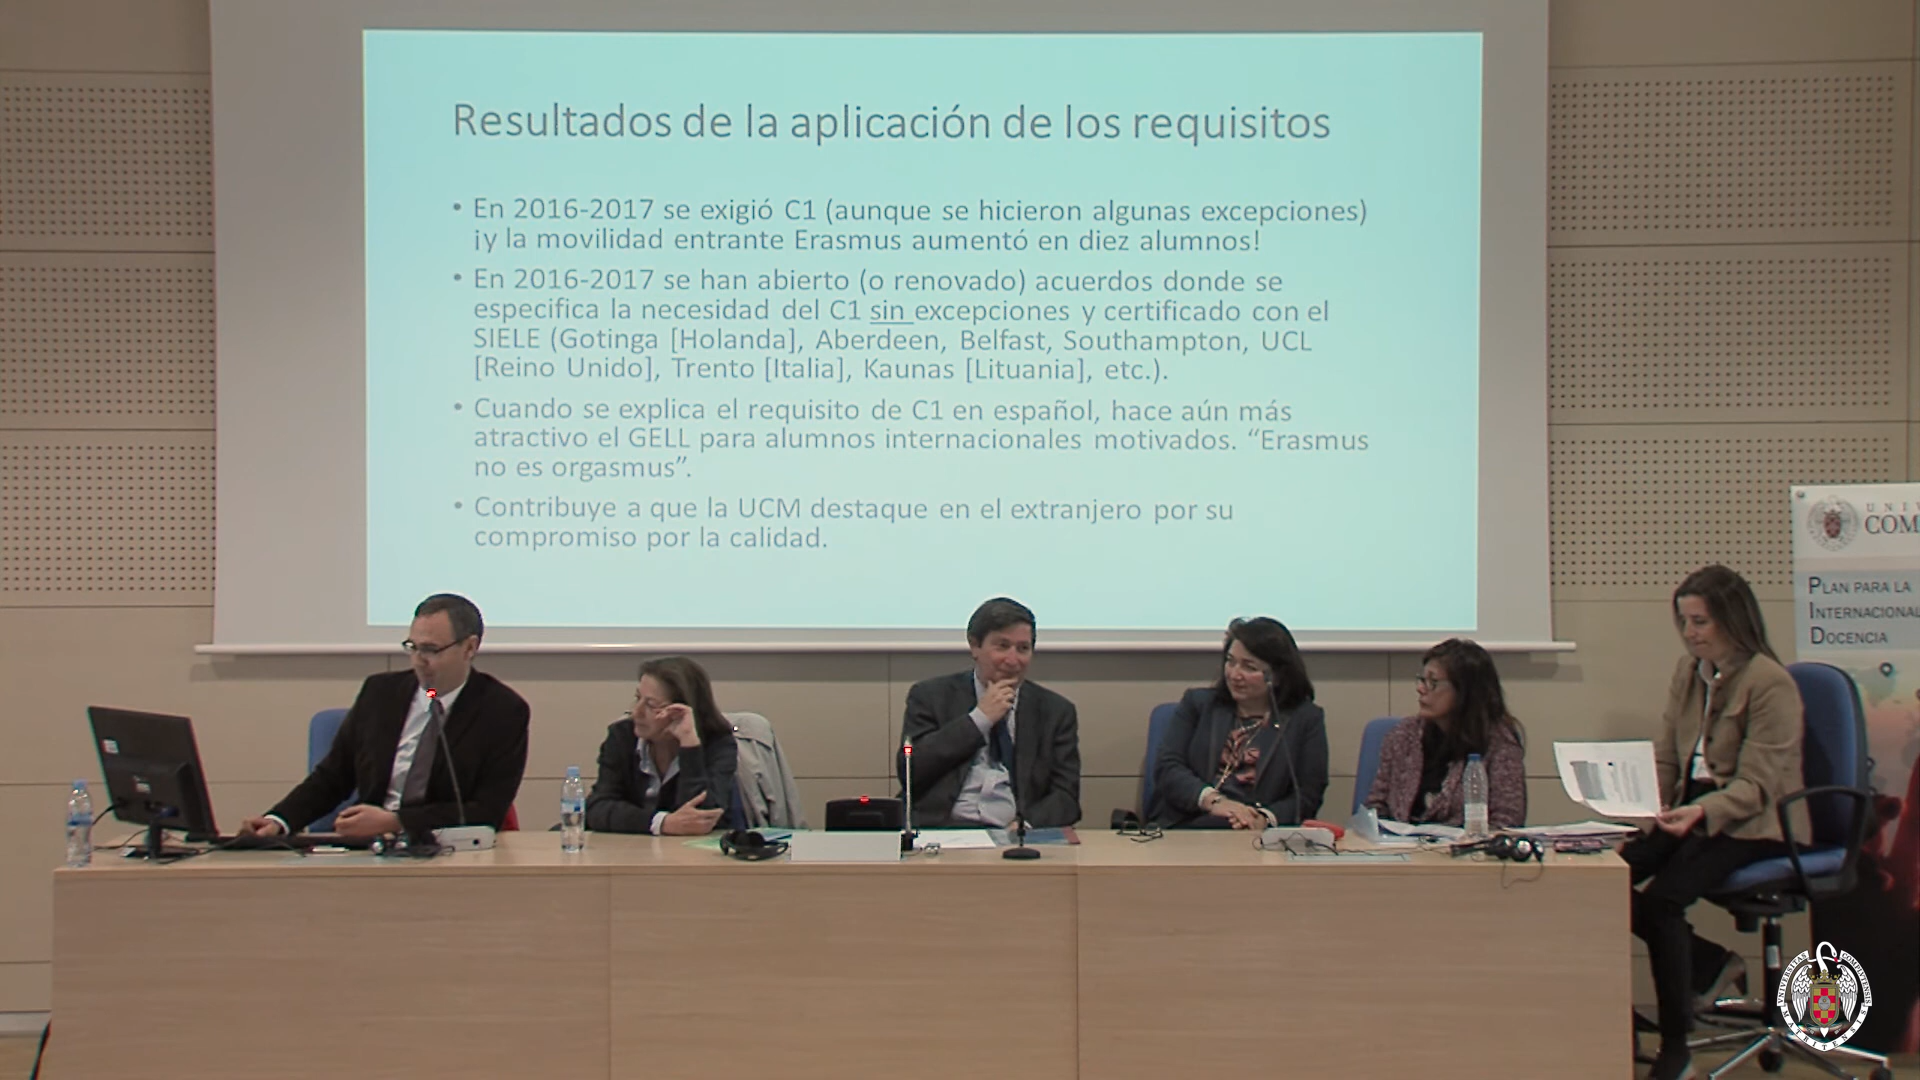 Resultados de la aplicación de los requisitos
• En 2016-2017 se exigió C1 (aunque se hicieron algunas excepciones)
¡y la movilidad entrante Erasmus aumentó en diez alumnos!
• En 2016-2017 se han abierto (o renovado) acuerdos donde se
especifica la necesidad del C1 sin excepciones y certificado con el
SIELE (Gotinga [Holanda], Aberdeen, Belfast, Southampton, UCL
[Reino Unido], Trento [Italia], Kaunas [Lituania], etc.).
• Cuando se explica el requisito de C1 en español, hace aún más
atractivo el GELL para alumnos internacionales motivados. “Erasmus
no es orgasmus”.
• Contribuye a que la UCM destaque en el extranjero por su
compromiso por la calidad.
UNIV
COM
PLAN PARA LA
INTERNACIONAL
DOCENCIA